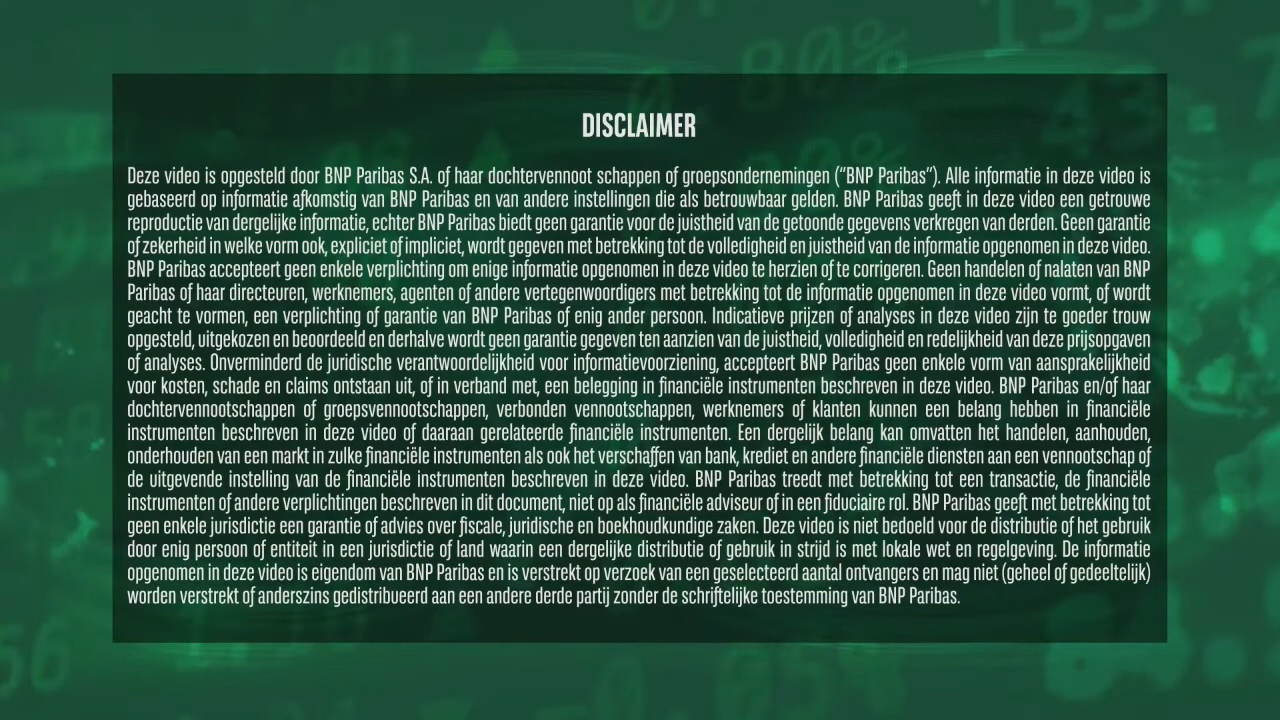 DISCLAIMER
Deze video is opgesteld door BNP Paribas S.A. of haar dochtervennoot schappen of groepsondernemingen (“BNP Paribas”). Alle informatie in deze video is
gebaseerd op informatie afkomstig van BNP Paribas en van andere instellingen die als betrouwbaar gelden. BNP Paribas geeft in deze video een getrouwe
reproductie van dergelijke informatie, echter BNP Paribas biedt geen garantie voor de juistheid van de getoonde gegevens verkregen van derden. Geen garantie
of zekerheid in welke vorm ook, expliciet of impliciet, wordt gegeven met betrekking tot de volledigheid en juistheid van de informatie opgenomen in deze video.
BNP Paribas accepteert geen enkele verplichting om enige informatie opgenomen in deze video te herzien of te corrigeren. Geen handelen of nalaten van BNP
Paribas of haar directeuren, werknemers, agenten of andere vertegenwoordigers met betrekking tot de informatie opgenomen in deze video vormt, of wordt
geacht te vormen, een verplichting of garantie van BNP Paribas of enig ander persoon. Indicatieve prijzen of analyses in deze video zijn te goeder trouw
opgesteld, uitgekozen en beoordeeld en derhalve wordt geen garantie gegeven ten aanzien van de juistheid, volledigheid en redelijkheid van deze prijsopgaven
of analyses. Onverminderd de juridische verantwoordelijkheid voor informatievoorziening, accepteert BNP Paribas geen enkele vorm van aansprakelijkheid
voor kosten, schade en claims ontstaan uit, of in verband met, een belegging in financiële instrumenten beschreven in deze video. BNP Paribas en/of haar
dochtervennootschappen of groepsvennootschappen, verbonden vennootschappen, werknemers of klanten kunnen een belang hebben in financiële
instrumenten beschreven in deze video of daaraan gerelateerde financiële instrumenten. Een dergelijk belang kan omvatten het handelen, aanhouden,
onderhouden van een markt in zulke financiële instrumenten als ook het verschaffen van bank, krediet en andere financiële diensten aan een vennootschap of
de uitgevende instelling van de financiële instrumenten beschreven in deze video. BNP Paribas treedt met betrekking tot een transactie, de financiële
instrumenten of andere verplichtingen beschreven in dit document, niet op als financiële adviseur of in een fiduciaire rol. BNP Paribas geeft met betrekking tot
geen enkele jurisdictie een garantie of advies over fiscale, juridische en boekhoudkundige zaken. Deze video is niet bedoeld voor de distributie of het gebruik
door enig persoon of entiteit in een jurisdictie of land waarin een dergelijke distributie of gebruik in strijd is met lokale wet en regelgeving. De informatie
opgenomen in deze video is eigendom van BNP Paribas en is verstrekt op verzoek van een geselecteerd aantal ontvangers en mag niet (geheel of gedeeltelijk)
worden verstrekt of anderszins gedistribueerd aan een andere derde partij zonder de schriftelijke toestemming van BNP Paribas.